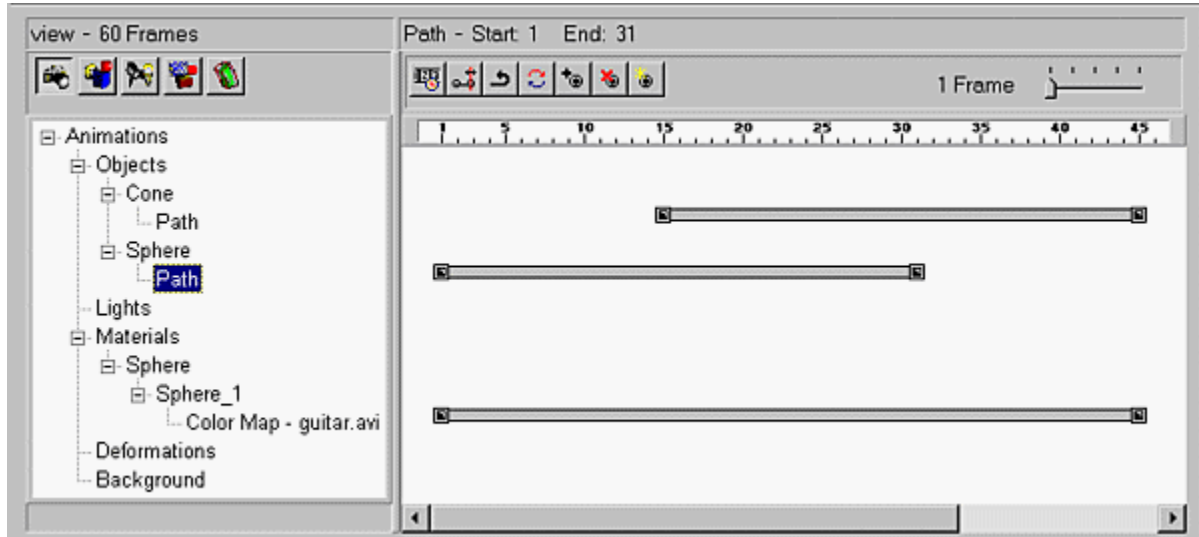 view - 60 Frames
Path - Start: 1 End: 31
1 Frame
1 5 10 15 20 25 30 35 40 45
Animations
Objects
Cone
Path
Sphere
Path
Lights
Materials
Sphere
Sphere_1
Color Map - guitar.avi
Deformations
Background